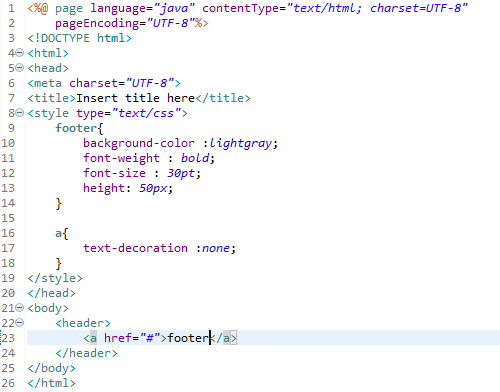 1 <%@ page language="java" contentType="text/html; charset=UTF-8"
2     pageEncoding="UTF-8"%>
3 <!DOCTYPE html>
4 <html>
5 <head>
6 <meta charset="UTF-8">
7 <title>Insert title here</title>
8 <style type="text/css">
9     footer{
10         background-color :lightgray;
11         font-weight : bold;
12         font-size : 30pt;
13         height: 50px;
14     }
15
16     a{
17         text-decoration :none;
18     }
19 </style>
20 </head>
21 <body>
22     <header>
23         <a href="#">footer</a>
24     </header>
25 </body>
26 </html>